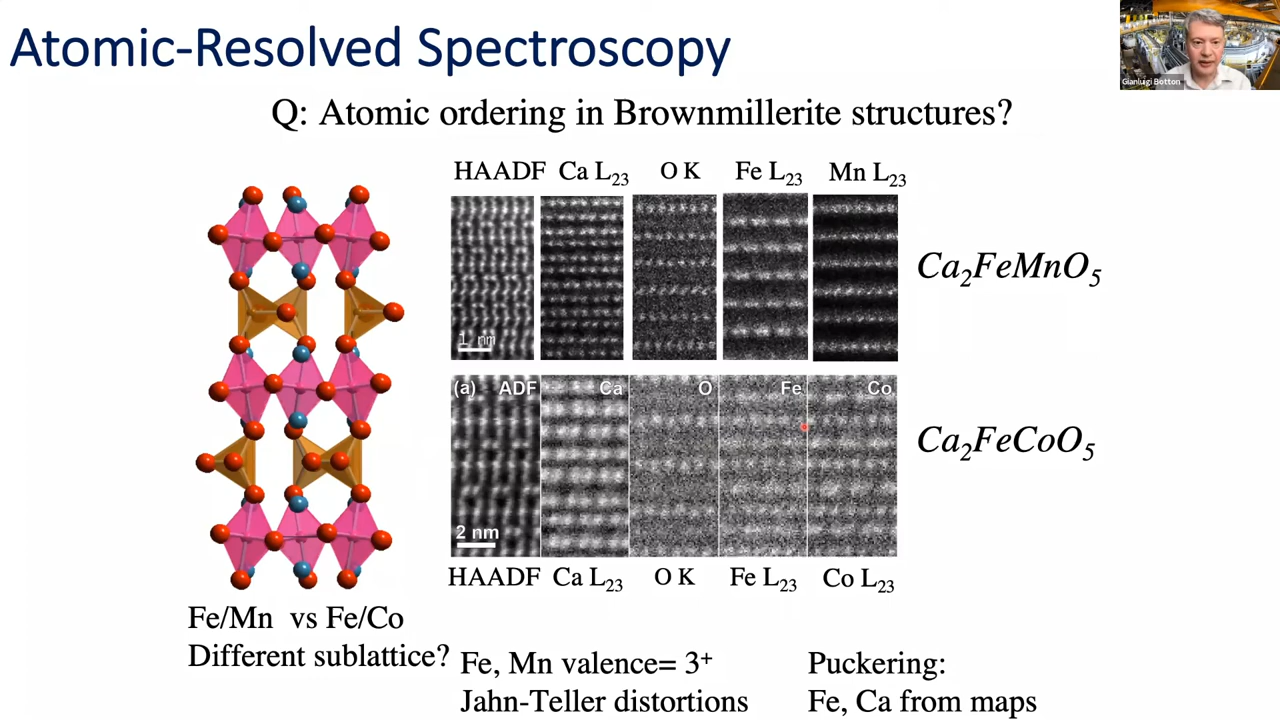 Atomic-Resolved Spectroscopy
Gianluigi Botton
Q: Atomic ordering in Brownmillerite structures?
HAADF Ca L23 O K Fe L23 Mn L23
1 nm
Ca2FeMnO5
(a) ADF Ca O Fe Co
2 nm
Ca2FeCoO5
HAADF Ca L23 O K Fe L23 Co L23
Fe/Mn vs Fe/Co
Different sublattice?
Fe, Mn valence= 3+
Jahn-Teller distortions
Puckering:
Fe, Ca from maps